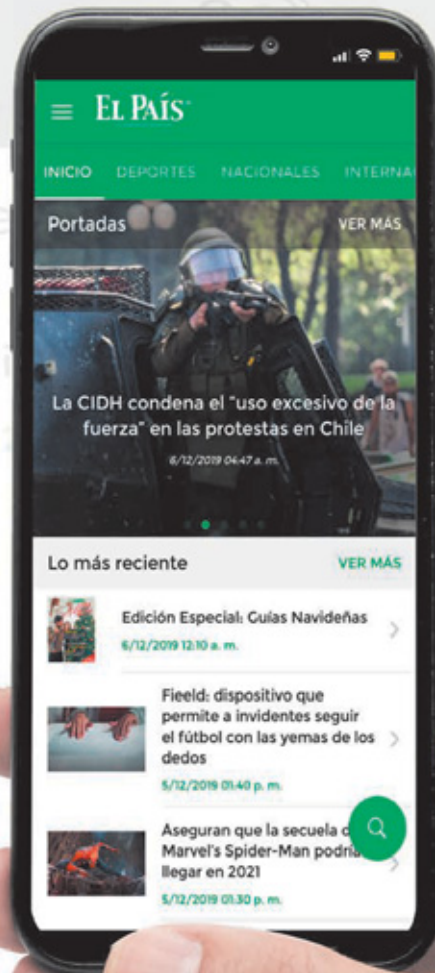 EL PAÍS
INICIO DEPORTES NACIONALES INTERNA
Portadas VER MÁS
La CIDH condena el "uso excesivo de la
fuerza" en las protestas en Chile
6/12/2019 04:47 a. m.
Lo más reciente VER MÁS
Edición Especial: Guías Navideñas
6/12/2019 12:10 a. m.
Fieeld: dispositivo que
permite a invidentes seguir
el fútbol con las yemas de los
dedos
5/12/2019 01:40 p. m.
Aseguran que la secuela d
Marvel's Spider-Man podría
llegar en 2021
5/12/2019 01:30 p. m.